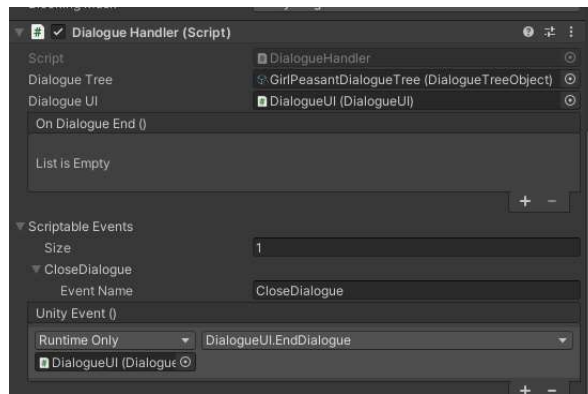 Dialogue Handler (Script)
Script DialogueHandler
Dialogue Tree GirlPeasantDialogueTree (DialogueTreeObject)
Dialogue UI DialogueUI (DialogueUI)
On Dialogue End ()
List is Empty
+ -
Scriptable Events
Size 1
CloseDialogue
Event Name CloseDialogue
Unity Event ()
Runtime Only DialogueUI.EndDialogue
DialogueUI (Dialogue
+ -